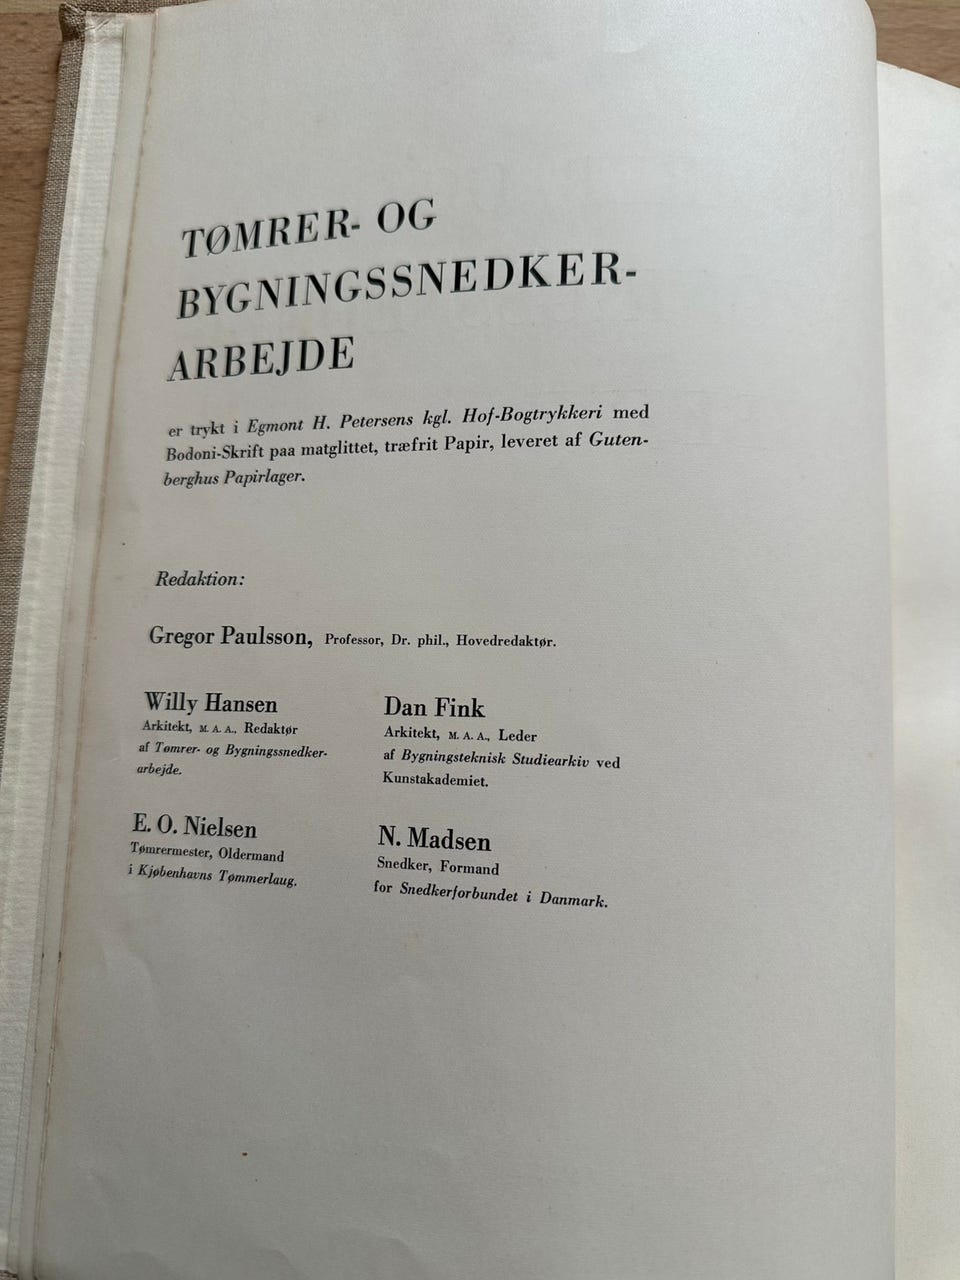 TØMRER- OG
BYGNINGSSNEDKER-
ARBEJDE
er trykt i Egmont H. Petersens kgl. Hof-Bogtrykkeri med
Bodoni-Skrift paa matglittet, træfrit Papir, leveret af Guten-
berghus Papirlager.
Redaktion:
Gregor Paulsson, Professor, Dr. phil., Hovedredaktør.
Willy Hansen
Arkitekt, M. A. A., Redaktør
af Tømrer- og Bygningssnedker-
arbejde.
Dan Fink
Arkitekt, M. A. A., Leder
af Bygningsteknisk Studiearkiv ved
Kunstakademiet.
E. O. Nielsen
Tømrermester, Oldermand
i Kjøbenhavns Tømmerlaug.
N. Madsen
Snedker, Formand
for Snedkerforbundet i Danmark.